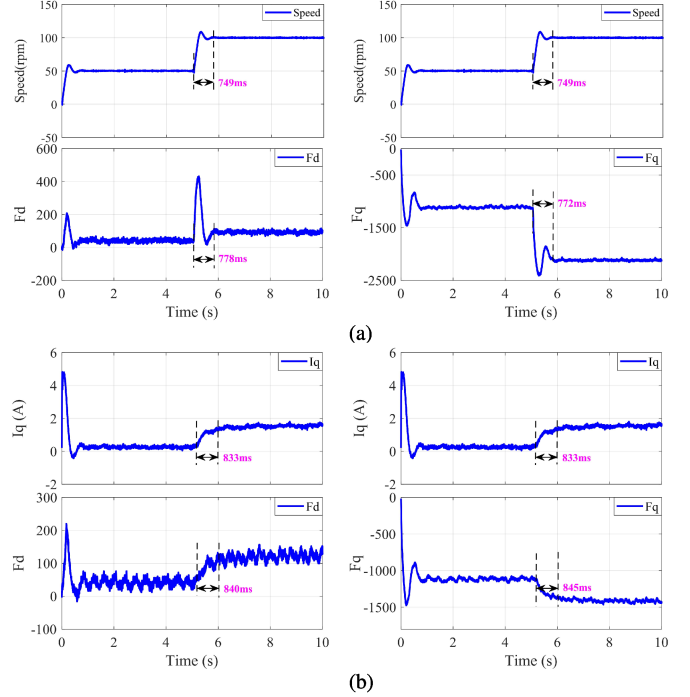 150
Speed
100
50
0
-50
Speed(rpm)
749ms
150
Speed
100
50
0
-50
Speed(rpm)
749ms
600
Fd
400
200
0
-200
Fd
778ms
0 2 4 6 8 10
Time (s)
0
Fq
-500
-1500
-2500
Fq
772ms
0 2 4 6 8 10
Time (s)
(a)
6
Iq
4
2
0
-2
Iq (A)
833ms
6
Iq
4
2
0
-2
Iq (A)
833ms
300
Fd
200
100
0
-100
Fd
840ms
0 2 4 6 8 10
Time (s)
0
Fq
-500
-1000
-1500
Fq
845ms
0 2 4 6 8 10
Time (s)
(b)